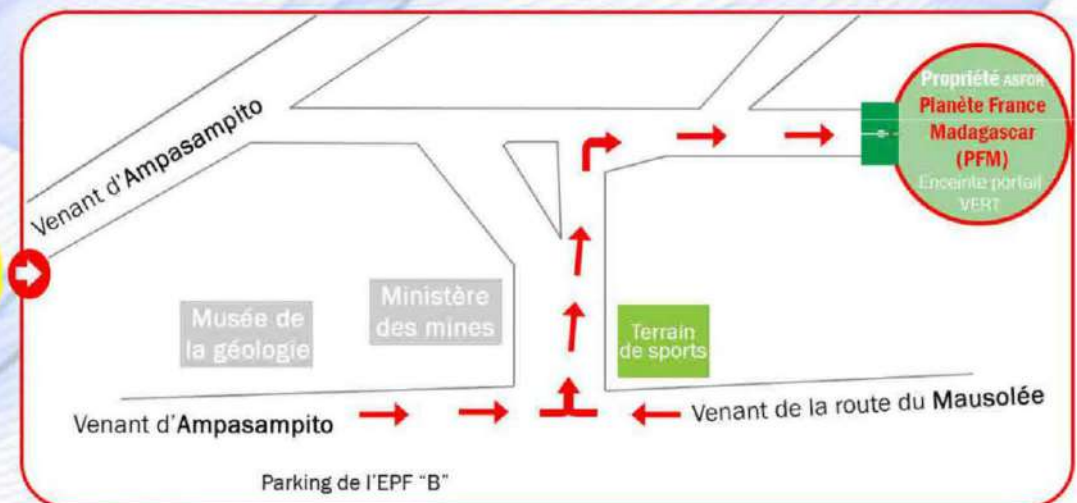 Venant d'Ampasampito
Propriété ASFOR
Planète France
Madagascar
(PFM)
Enceinte portail
VERT
Musée de
la géologie
Ministère
des mines
Terrain
de sports
Venant d'Ampasampito
Venant de la route du Mausolée
Parking de l'EPF "B"